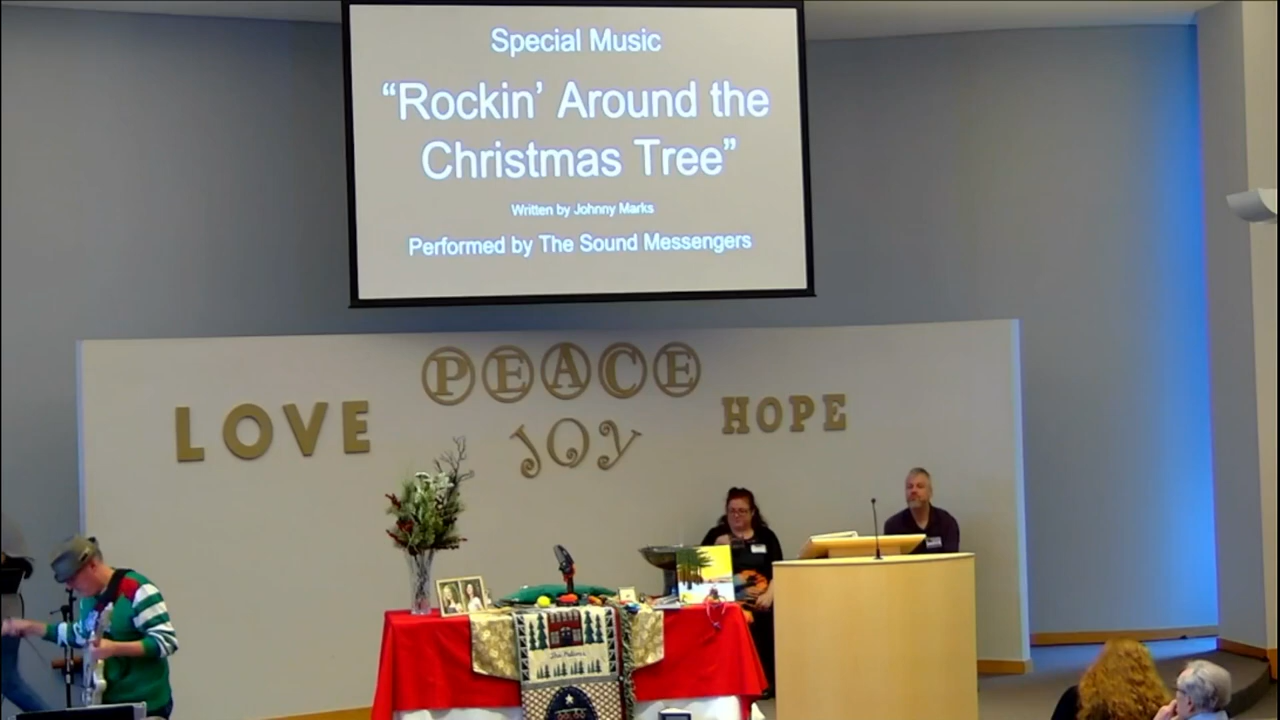 Special Music
“Rockin’ Around the
Christmas Tree”
Written by Johnny Marks
Performed by The Sound Messengers
PEACE
LOVE
HOPE
JOY